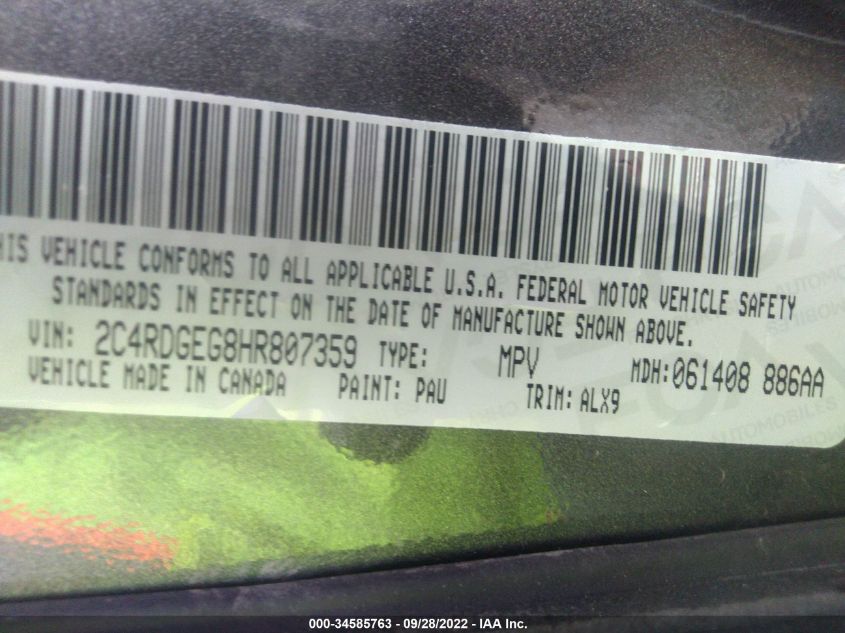 VEHICLE CONFORMS TO ALL APPLICABLE U.S.A. FEDERAL MOTOR VEHICLE SAFETY
STANDARDS IN EFFECT ON THE DATE OF MANUFACTURE SHOWN ABOVE.
VIN: 2C4RDGEG8HR807359 TYPE: MPV MDH:061408 886AA
VEHICLE MADE IN CANADA PAINT: PAU TRIM: ALX9
AUTOMOBILES
000-34585763 - 09/28/2022 - IAA Inc.